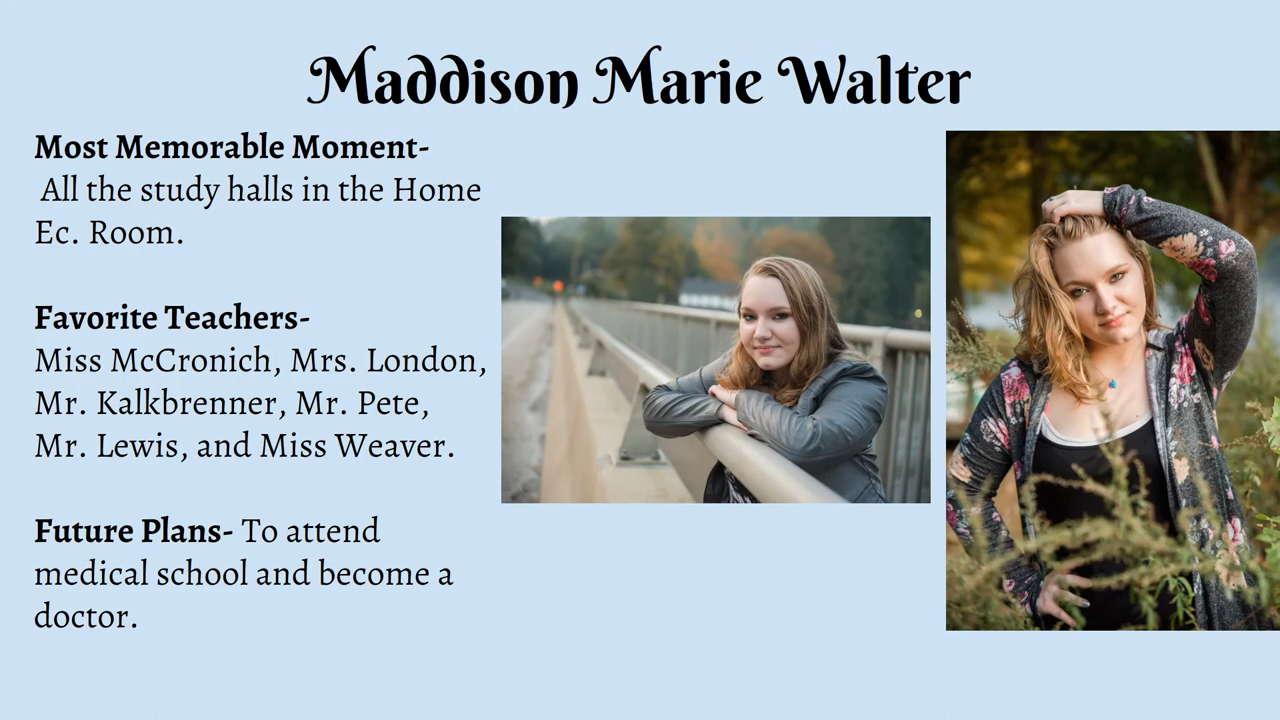 Maddison Marie Walter
Most Memorable Moment-
All the study halls in the Home
Ec. Room.
Favorite Teachers-
Miss McCronich, Mrs. London,
Mr. Kalkbrenner, Mr. Pete,
Mr. Lewis, and Miss Weaver.
Future Plans- To attend
medical school and become a
doctor.